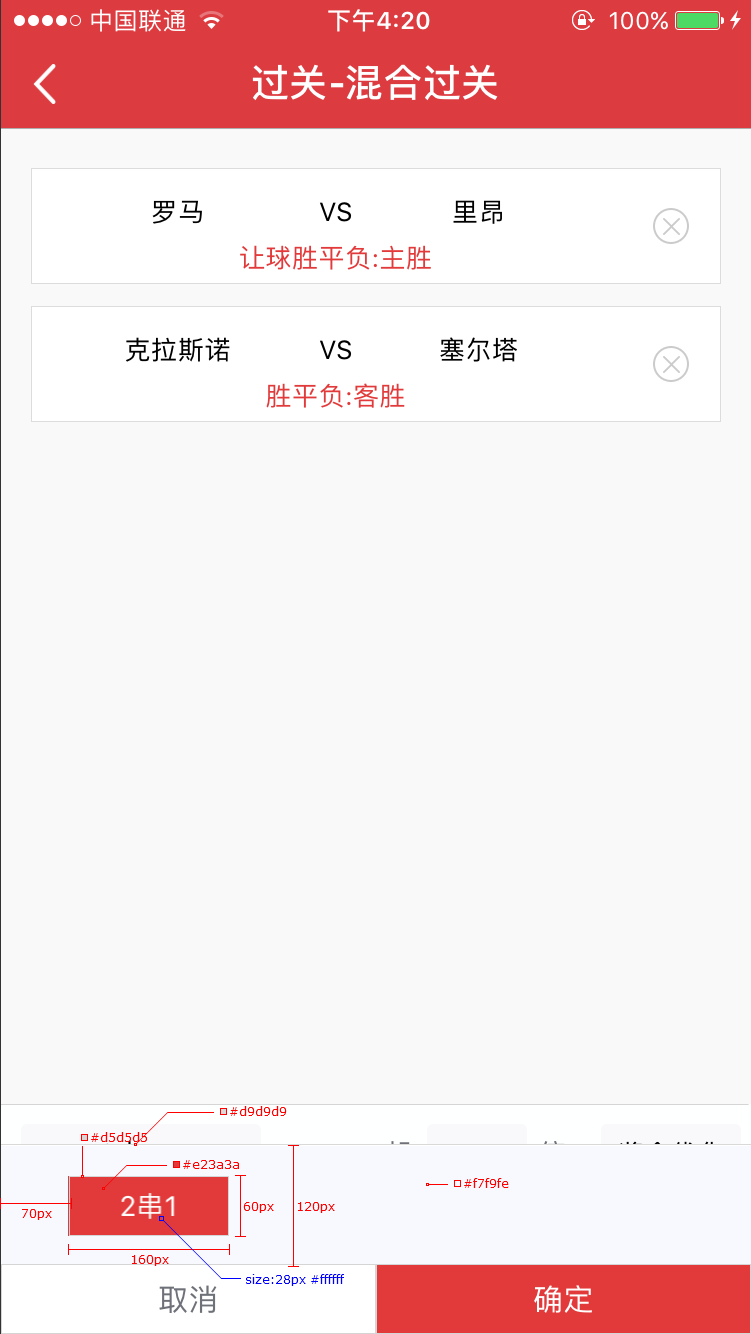 中国联通 下午4:20 100%
过关-混合过关
罗马 VS 里昂
让球胜平负:主胜
克拉斯诺 VS 塞尔塔
胜平负:客胜
#d9d9d9
#d5d5d5
#e23a3a
#f7f9fe
70px
2串1
60px
120px
160px
size:28px #ffffff
取消 确定